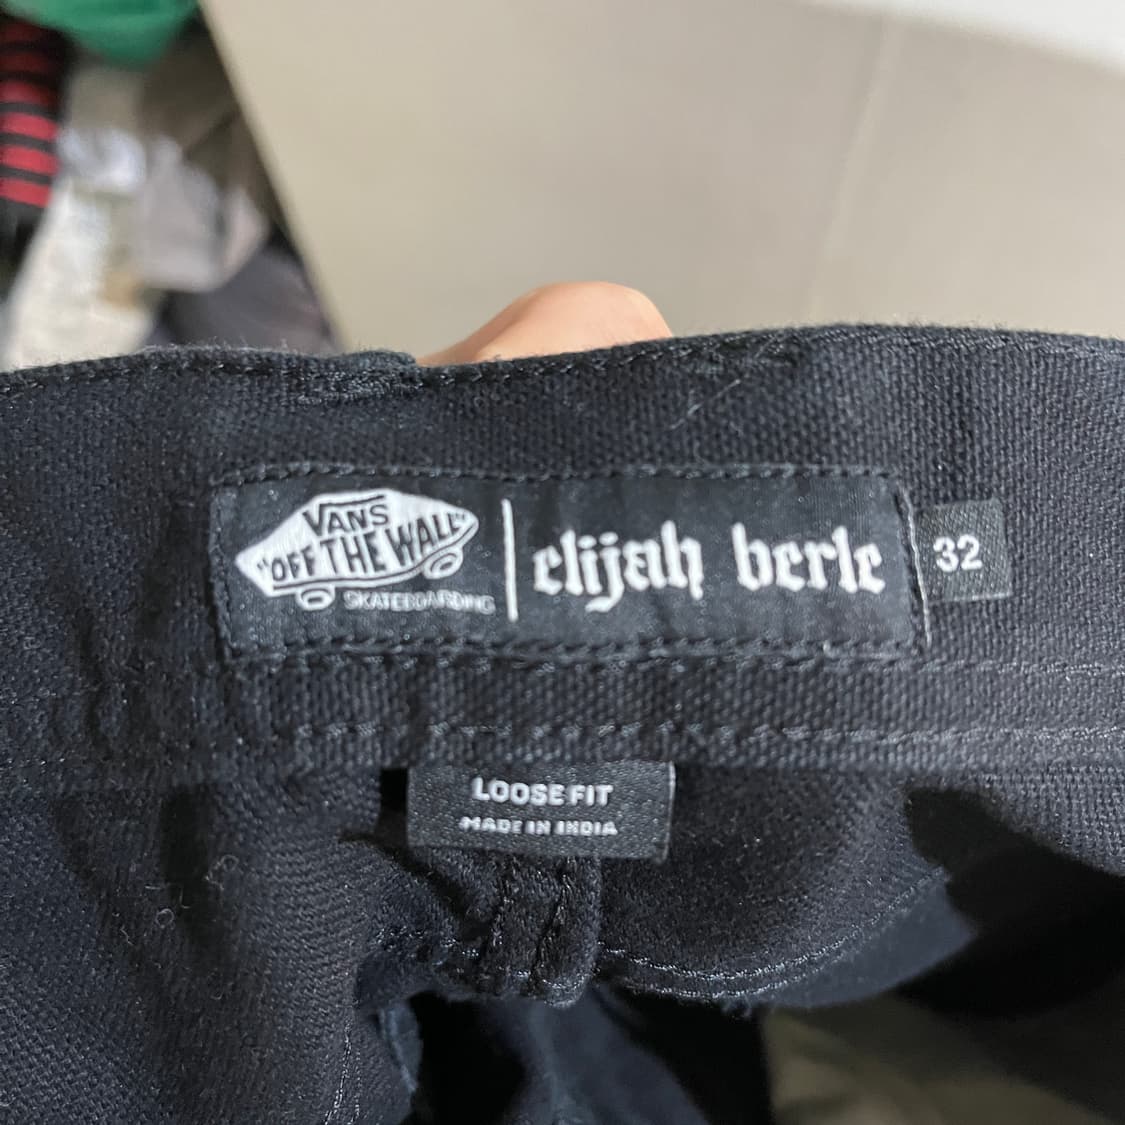 VANS
"OFF THE WALL"
SKATEBOARDING
elijah berle
32
LOOSE FIT
MADE IN INDIA